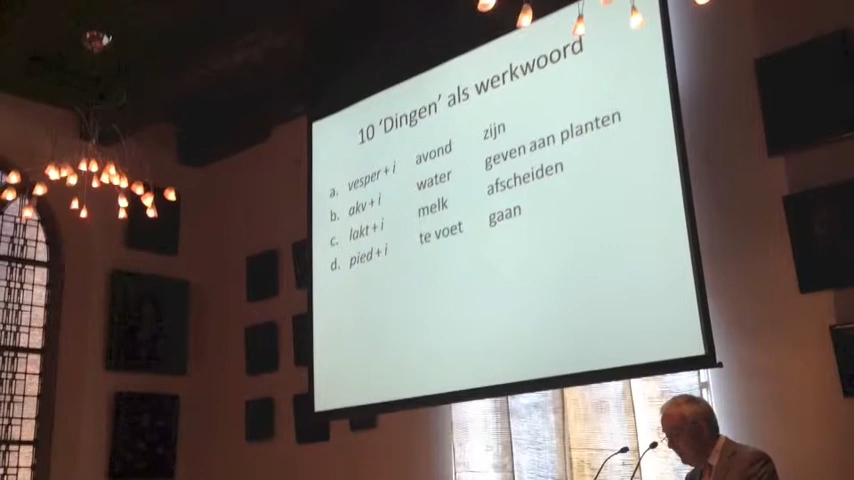 10 ‘Dingen’ als werkwoord
a. vesper + i avond zijn
b. akv + i water geven aan planten
c. lakt + i melk afscheiden
d. pied + i te voet gaan